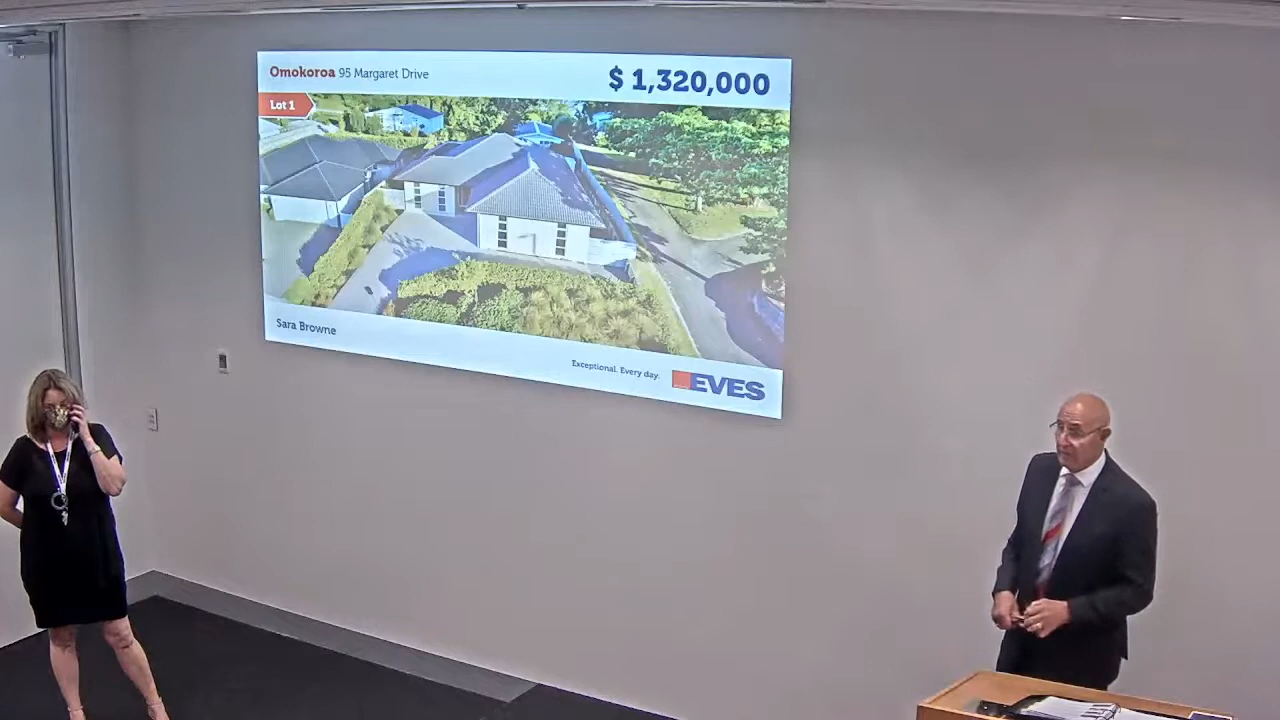 Omokoroa 95 Margaret Drive
$ 1,320,000
Lot 1
Sara Browne
Exceptional. Every day.
EVES